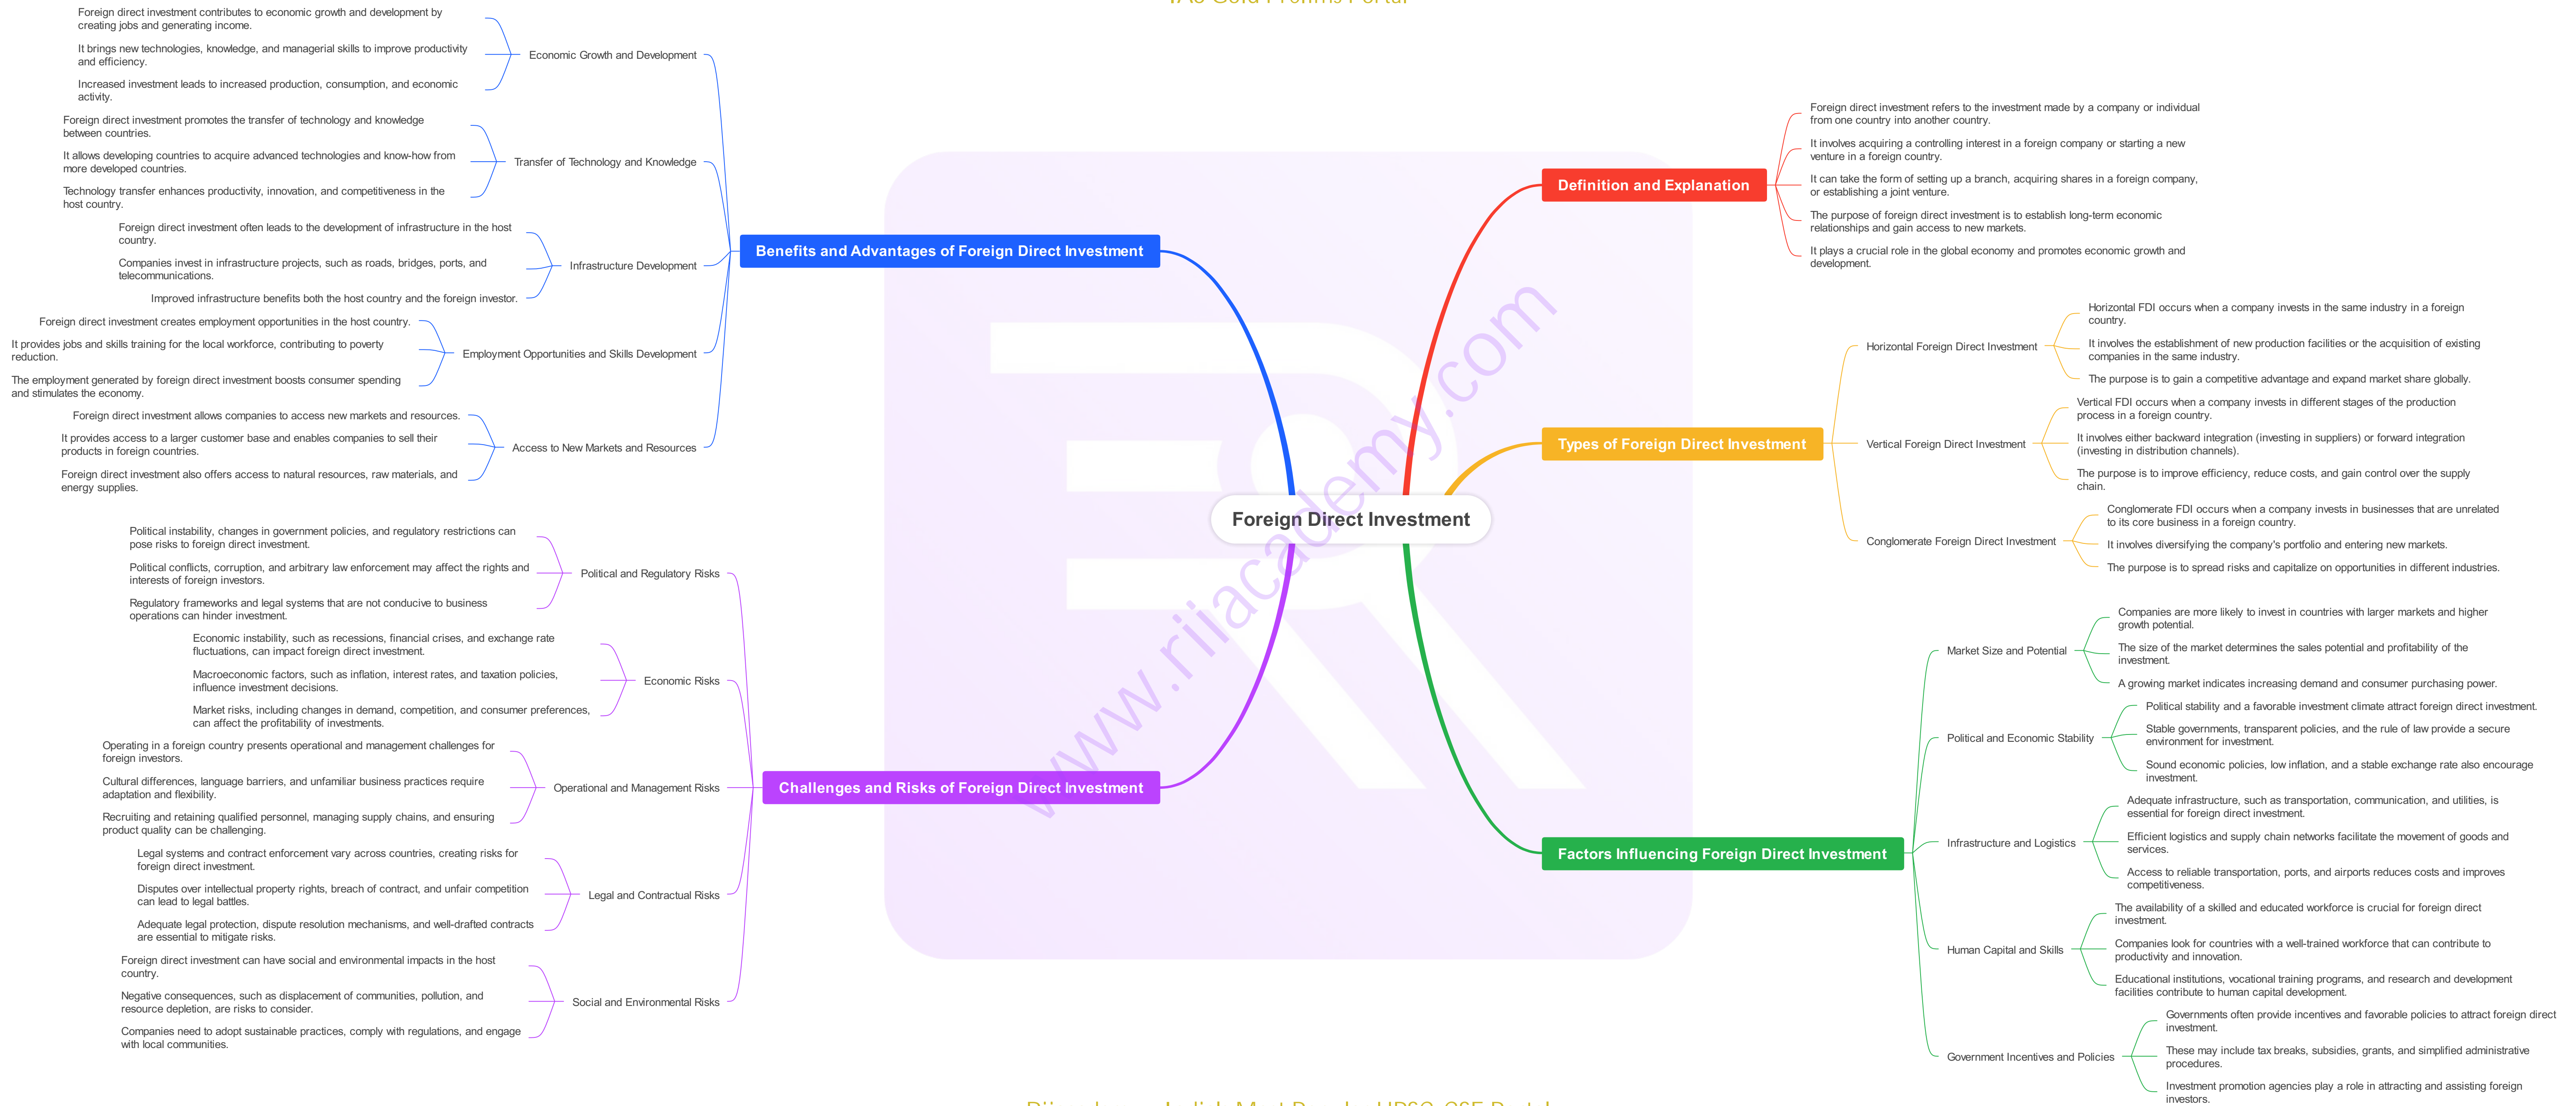 Foreign direct investment contributes to economic growth and development by
creating jobs and generating income.
It brings new technologies, knowledge, and managerial skills to improve productivity
and efficiency.
Increased investment leads to increased production, consumption, and economic
activity.
Economic Growth and Development
Foreign direct investment promotes the transfer of technology and knowledge
between countries.
It allows developing countries to acquire advanced technologies and know-how from
more developed countries.
Technology transfer enhances productivity, innovation, and competitiveness in the
host country.
Transfer of Technology and Knowledge
Foreign direct investment often leads to the development of infrastructure in the host
country.
Companies invest in infrastructure projects, such as roads, bridges, ports, and
telecommunications.
Improved infrastructure benefits both the host country and the foreign investor.
Infrastructure Development
Foreign direct investment creates employment opportunities in the host country.
It provides jobs and skills training for the local workforce, contributing to poverty
reduction.
The employment generated by foreign direct investment boosts consumer spending
and stimulates the economy.
Employment Opportunities and Skills Development
Foreign direct investment allows companies to access new markets and resources.
It provides access to a larger customer base and enables companies to sell their
products in foreign countries.
Foreign direct investment also offers access to natural resources, raw materials, and
energy supplies.
Access to New Markets and Resources
Benefits and Advantages of Foreign Direct Investment
Political instability, changes in government policies, and regulatory restrictions can
pose risks to foreign direct investment.
Political conflicts, corruption, and arbitrary law enforcement may affect the rights and
interests of foreign investors.
Regulatory frameworks and legal systems that are not conducive to business
operations can hinder investment.
Political and Regulatory Risks
Economic instability, such as recessions, financial crises, and exchange rate
fluctuations, can impact foreign direct investment.
Macroeconomic factors, such as inflation, interest rates, and taxation policies,
influence investment decisions.
Market risks, including changes in demand, competition, and consumer preferences,
can affect the profitability of investments.
Economic Risks
Operating in a foreign country presents operational and management challenges for
foreign investors.
Cultural differences, language barriers, and unfamiliar business practices require
adaptation and flexibility.
Recruiting and retaining qualified personnel, managing supply chains, and ensuring
product quality can be challenging.
Operational and Management Risks
Legal systems and contract enforcement vary across countries, creating risks for
foreign direct investment.
Disputes over intellectual property rights, breach of contract, and unfair competition
can lead to legal battles.
Adequate legal protection, dispute resolution mechanisms, and well-drafted contracts
are essential to mitigate risks.
Legal and Contractual Risks
Foreign direct investment can have social and environmental impacts in the host
country.
Negative consequences, such as displacement of communities, pollution, and
resource depletion, are risks to consider.
Companies need to adopt sustainable practices, comply with regulations, and engage
with local communities.
Social and Environmental Risks
Challenges and Risks of Foreign Direct Investment
Foreign Direct Investment
www.riiacademy.com
Definition and Explanation
Foreign direct investment refers to the investment made by a company or individual
from one country into another country.
It involves acquiring a controlling interest in a foreign company or starting a new
venture in a foreign country.
It can take the form of setting up a branch, acquiring shares in a foreign company,
or establishing a joint venture.
The purpose of foreign direct investment is to establish long-term economic
relationships and gain access to new markets.
It plays a crucial role in the global economy and promotes economic growth and
development.
Types of Foreign Direct Investment
Horizontal Foreign Direct Investment
Horizontal FDI occurs when a company invests in the same industry in a foreign
country.
It involves the establishment of new production facilities or the acquisition of existing
companies in the same industry.
The purpose is to gain a competitive advantage and expand market share globally.
Vertical Foreign Direct Investment
Vertical FDI occurs when a company invests in different stages of the production
process in a foreign country.
It involves either backward integration (investing in suppliers) or forward integration
(investing in distribution channels).
The purpose is to improve efficiency, reduce costs, and gain control over the supply
chain.
Conglomerate Foreign Direct Investment
Conglomerate FDI occurs when a company invests in businesses that are unrelated
to its core business in a foreign country.
It involves diversifying the company's portfolio and entering new markets.
The purpose is to spread risks and capitalize on opportunities in different industries.
Factors Influencing Foreign Direct Investment
Market Size and Potential
Companies are more likely to invest in countries with larger markets and higher
growth potential.
The size of the market determines the sales potential and profitability of the
investment.
A growing market indicates increasing demand and consumer purchasing power.
Political and Economic Stability
Political stability and a favorable investment climate attract foreign direct investment.
Stable governments, transparent policies, and the rule of law provide a secure
environment for investment.
Sound economic policies, low inflation, and a stable exchange rate also encourage
investment.
Infrastructure and Logistics
Adequate infrastructure, such as transportation, communication, and utilities, is
essential for foreign direct investment.
Efficient logistics and supply chain networks facilitate the movement of goods and
services.
Access to reliable transportation, ports, and airports reduces costs and improves
competitiveness.
Human Capital and Skills
The availability of a skilled and educated workforce is crucial for foreign direct
investment.
Companies look for countries with a well-trained workforce that can contribute to
productivity and innovation.
Educational institutions, vocational training programs, and research and development
facilities contribute to human capital development.
Government Incentives and Policies
Governments often provide incentives and favorable policies to attract foreign direct
investment.
These may include tax breaks, subsidies, grants, and simplified administrative
procedures.
Investment promotion agencies play a role in attracting and assisting foreign
investors.